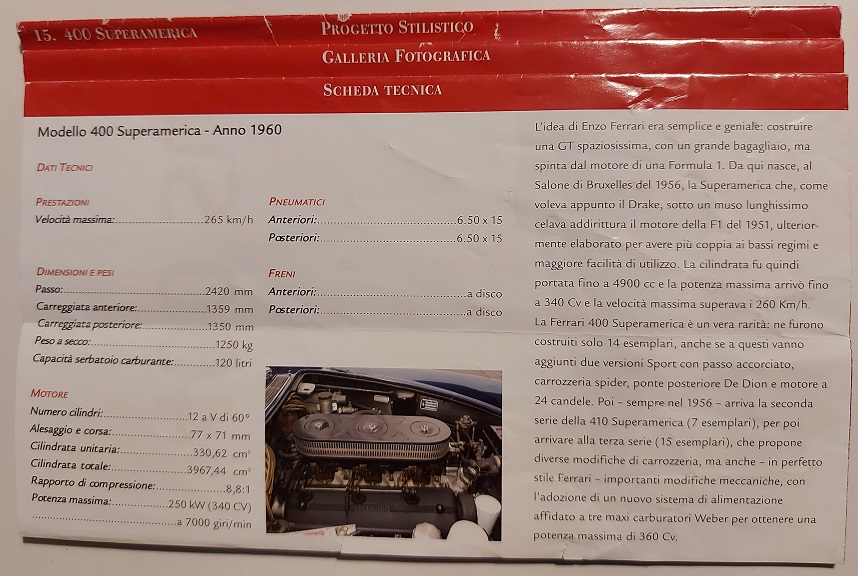 15. 400 Superamerica
Progetto Stilistico
Galleria Fotografica
Scheda tecnica
Modello 400 Superamerica - Anno 1960
Dati Tecnici
Prestazioni
Velocità massima:...265 km/h
Dimensioni e pesi
Passo:...2420 mm
Carreggiata anteriore:...1359 mm
Carreggiata posteriore:...1350 mm
Peso a secco:...1250 kg
Capacità serbatoio carburante:...120 litri
Motore
Numero cilindri:...12 a V di 60°
Alesaggio e corsa:...77 x 71 mm
Cilindrata unitaria:...330,62 cm³
Cilindrata totale:...3967,44 cm³
Rapporto di compressione:...8,8:1
Potenza massima:...250 kW (340 CV)
...a 7000 giri/min
Pneumatici
Anteriori:...6.50 x 15
Posteriori:...6.50 x 15
Freni
Anteriori:...a disco
Posteriori:...a disco
L'idea di Enzo Ferrari era semplice e geniale: costruire
una GT spaziosissima, con un grande bagagliaio, ma
spinta dal motore di una Formula 1. Da qui nasce, al
Salone di Bruxelles del 1956, la Superamerica che, come
voleva appunto il Drake, sotto un muso lunghissimo
celava addirittura il motore della F1 del 1951, ulterior-
mente elaborato per avere più coppia ai bassi regimi e
maggiore facilità di utilizzo. La cilindrata fu quindi
portata fino a 4900 cc e la potenza massima arrivò fino
a 340 Cv e la velocità massima superava i 260 Km/h.
La Ferrari 400 Superamerica è un vera rarità: ne furono
costruiti solo 14 esemplari, anche se a questi vanno
aggiunti due versioni Sport con passo accorciato,
carrozzeria spider, ponte posteriore De Dion e motore a
24 candele. Poi – sempre nel 1956 – arriva la seconda
serie della 410 Superamerica (7 esemplari), per poi
arrivare alla terza serie (15 esemplari), che propone
diverse modifiche di carrozzeria, ma anche – in perfetto
stile Ferrari – importanti modifiche meccaniche, con
l'adozione di un nuovo sistema di alimentazione
affidato a tre maxi carburatori Weber per ottenere una
potenza massima di 360 Cv.